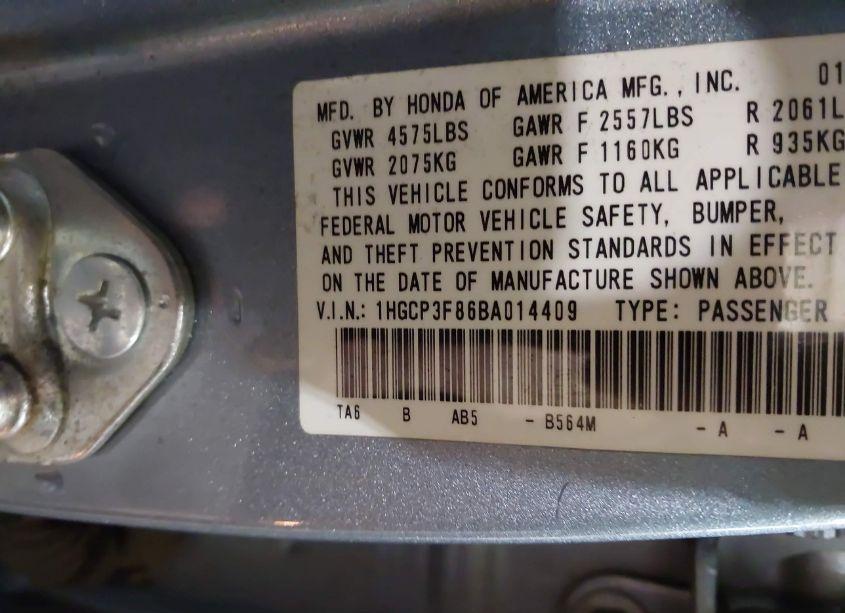 MFD. BY HONDA OF AMERICA MFG., INC. 01
GVWR 4575LBS GAWR F 2557LBS R 2061L
GVWR 2075KG GAWR F 1160KG R 935KG
THIS VEHICLE CONFORMS TO ALL APPLICABLE
FEDERAL MOTOR VEHICLE SAFETY, BUMPER,
AND THEFT PREVENTION STANDARDS IN EFFECT
ON THE DATE OF MANUFACTURE SHOWN ABOVE.
V.I.N.: 1HGCP3F86BA014409 TYPE: PASSENGER
TA6 B AB5 - B564M - A - A